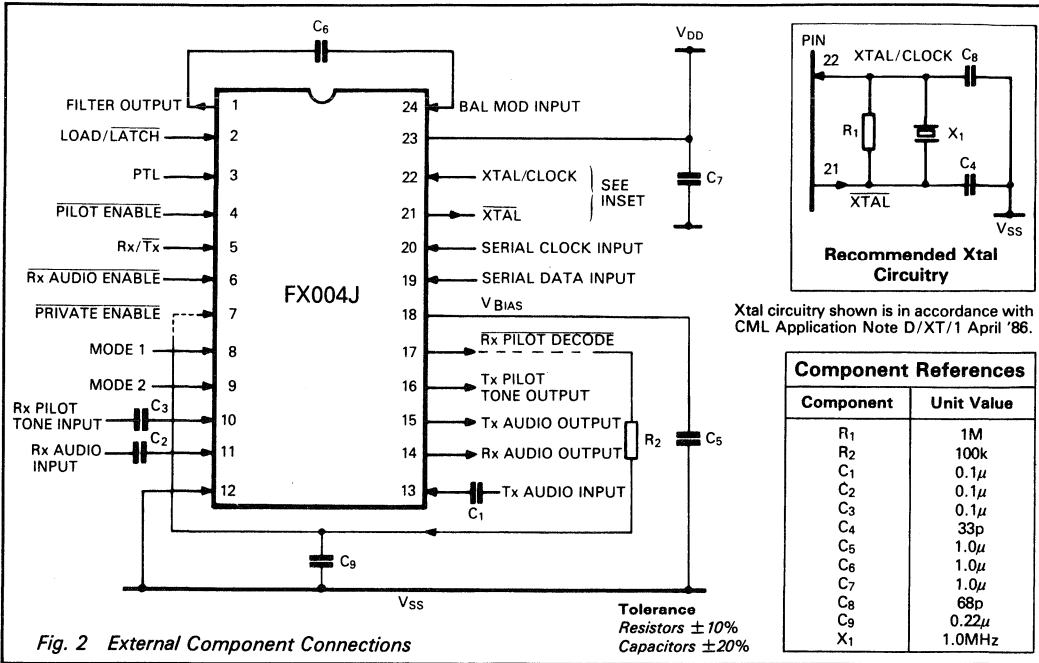 C6
VDD
FILTER OUTPUT 1 24 BAL MOD INPUT
LOAD/LATCH 2 23
PTL 3 22 XTAL/CLOCK
PILOT ENABLE 4 21 XTAL
SEE
INSET
C7
Rx/Tx 5 20 SERIAL CLOCK INPUT
Rx AUDIO ENABLE 6 19 SERIAL DATA INPUT
FX004J
PRIVATE ENABLE 7 18 VBIAS
MODE 1 8 17 Rx PILOT DECODE
MODE 2 9 16 Tx PILOT
TONE OUTPUT
Rx PILOT
TONE INPUT C3 10 15 Tx AUDIO OUTPUT
R2
C5
Rx AUDIO
INPUT C2 11 14 Rx AUDIO OUTPUT
12 13 Tx AUDIO INPUT
C1
C9
VSS
Tolerance
Resistors ±10%
Capacitors ±20%
Fig. 2 External Component Connections
PIN
22 XTAL/CLOCK C8
R1 X1
21 C4
XTAL
VSS
Recommended Xtal
Circuitry
Xtal circuitry shown is in accordance with
CML Application Note D/XT/1 April '86.
Component References
Component Unit Value
R1 1M
R2 100k
C1 0.1μ
C2 0.1μ
C3 0.1μ
C4 33p
C5 1.0μ
C6 1.0μ
C7 1.0μ
C8 68p
C9 0.22μ
X1 1.0MHz